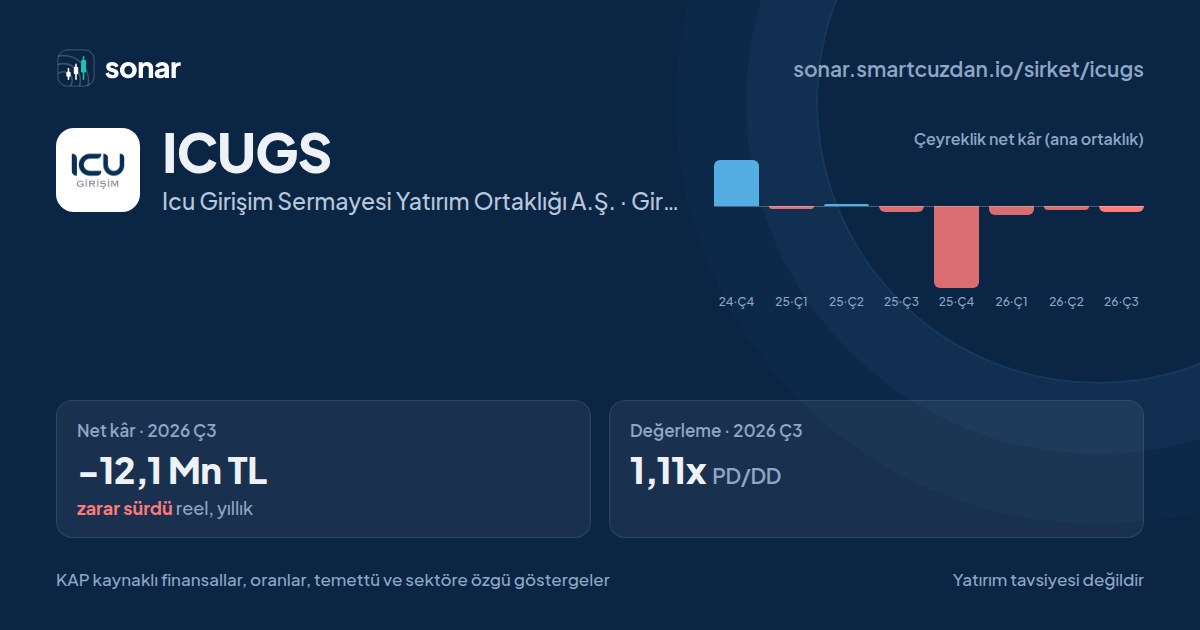 sonar
sonar.smartcuzdan.io/sirket/icugs
ICU
GİRİŞİM
ICUGS
Icu Girişim Sermayesi Yatırım Ortaklığı A.Ş. · Gir...
Çeyreklik net kâr (ana ortaklık)
24·Ç4 25·Ç1 25·Ç2 25·Ç3 25·Ç4 26·Ç1 26·Ç2 26·Ç3
Net kâr · 2026 Ç3
−12,1 Mn TL
zarar sürdü reel, yıllık
Değerleme · 2026 Ç3
1,11x PD/DD
KAP kaynaklı finansallar, oranlar, temettü ve sektöre özgü göstergeler
Yatırım tavsiyesi değildir